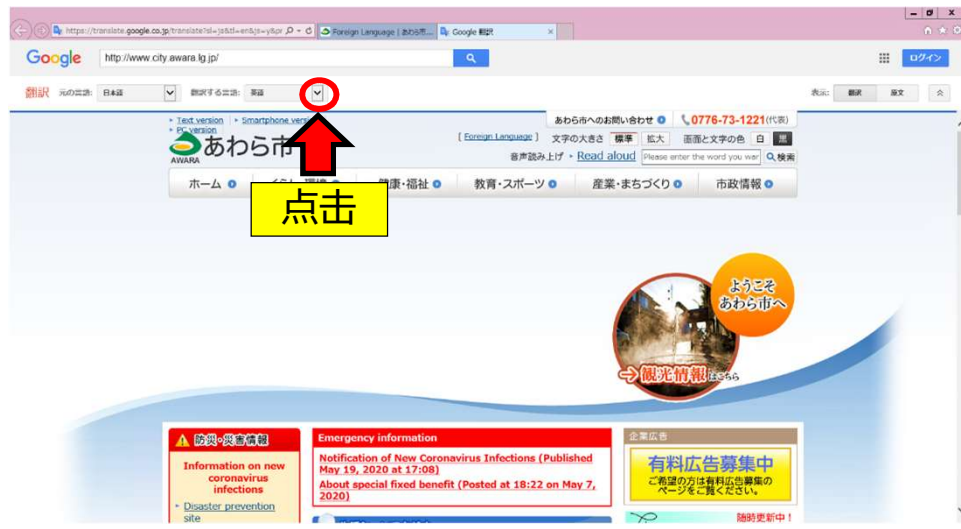 https://translate.google.co.jp/translate?sl=ja&tl=en&js=y&pr
Foreign Language | あわら市...
Google 翻訳
Google
http://www.city.awara.lg.jp/
ログイン
翻訳 元の言語: 日本語 翻訳する言語: 英語
表示: 翻訳 原文
Text version Smartphone
PC version
AWARA
あわら市
あわら市へのお問い合わせ 0776-73-1221(代表)
[ Foreign Language ] 文字の大きさ 標準 拡大 画面と文字の色 白 黒
音声読み上げ ・ Read aloud Please enter the word you wan 検索
ホーム 健康・福祉 教育・スポーツ 産業・まちづくり 市政情報
点击
ようこそ
あわら市へ
観光情報はこちら
防災・災害情報
Information on new
coronavirus
infections
Disaster prevention
site
Emergency information
Notification of New Coronavirus Infections (Published
May 19, 2020 at 17:08)
About special fixed benefit (Posted at 18:22 on May 7,
2020)
企業広告
有料広告募集中
ご希望の方は有料広告募集の
ページをご覧ください。
随時更新中！